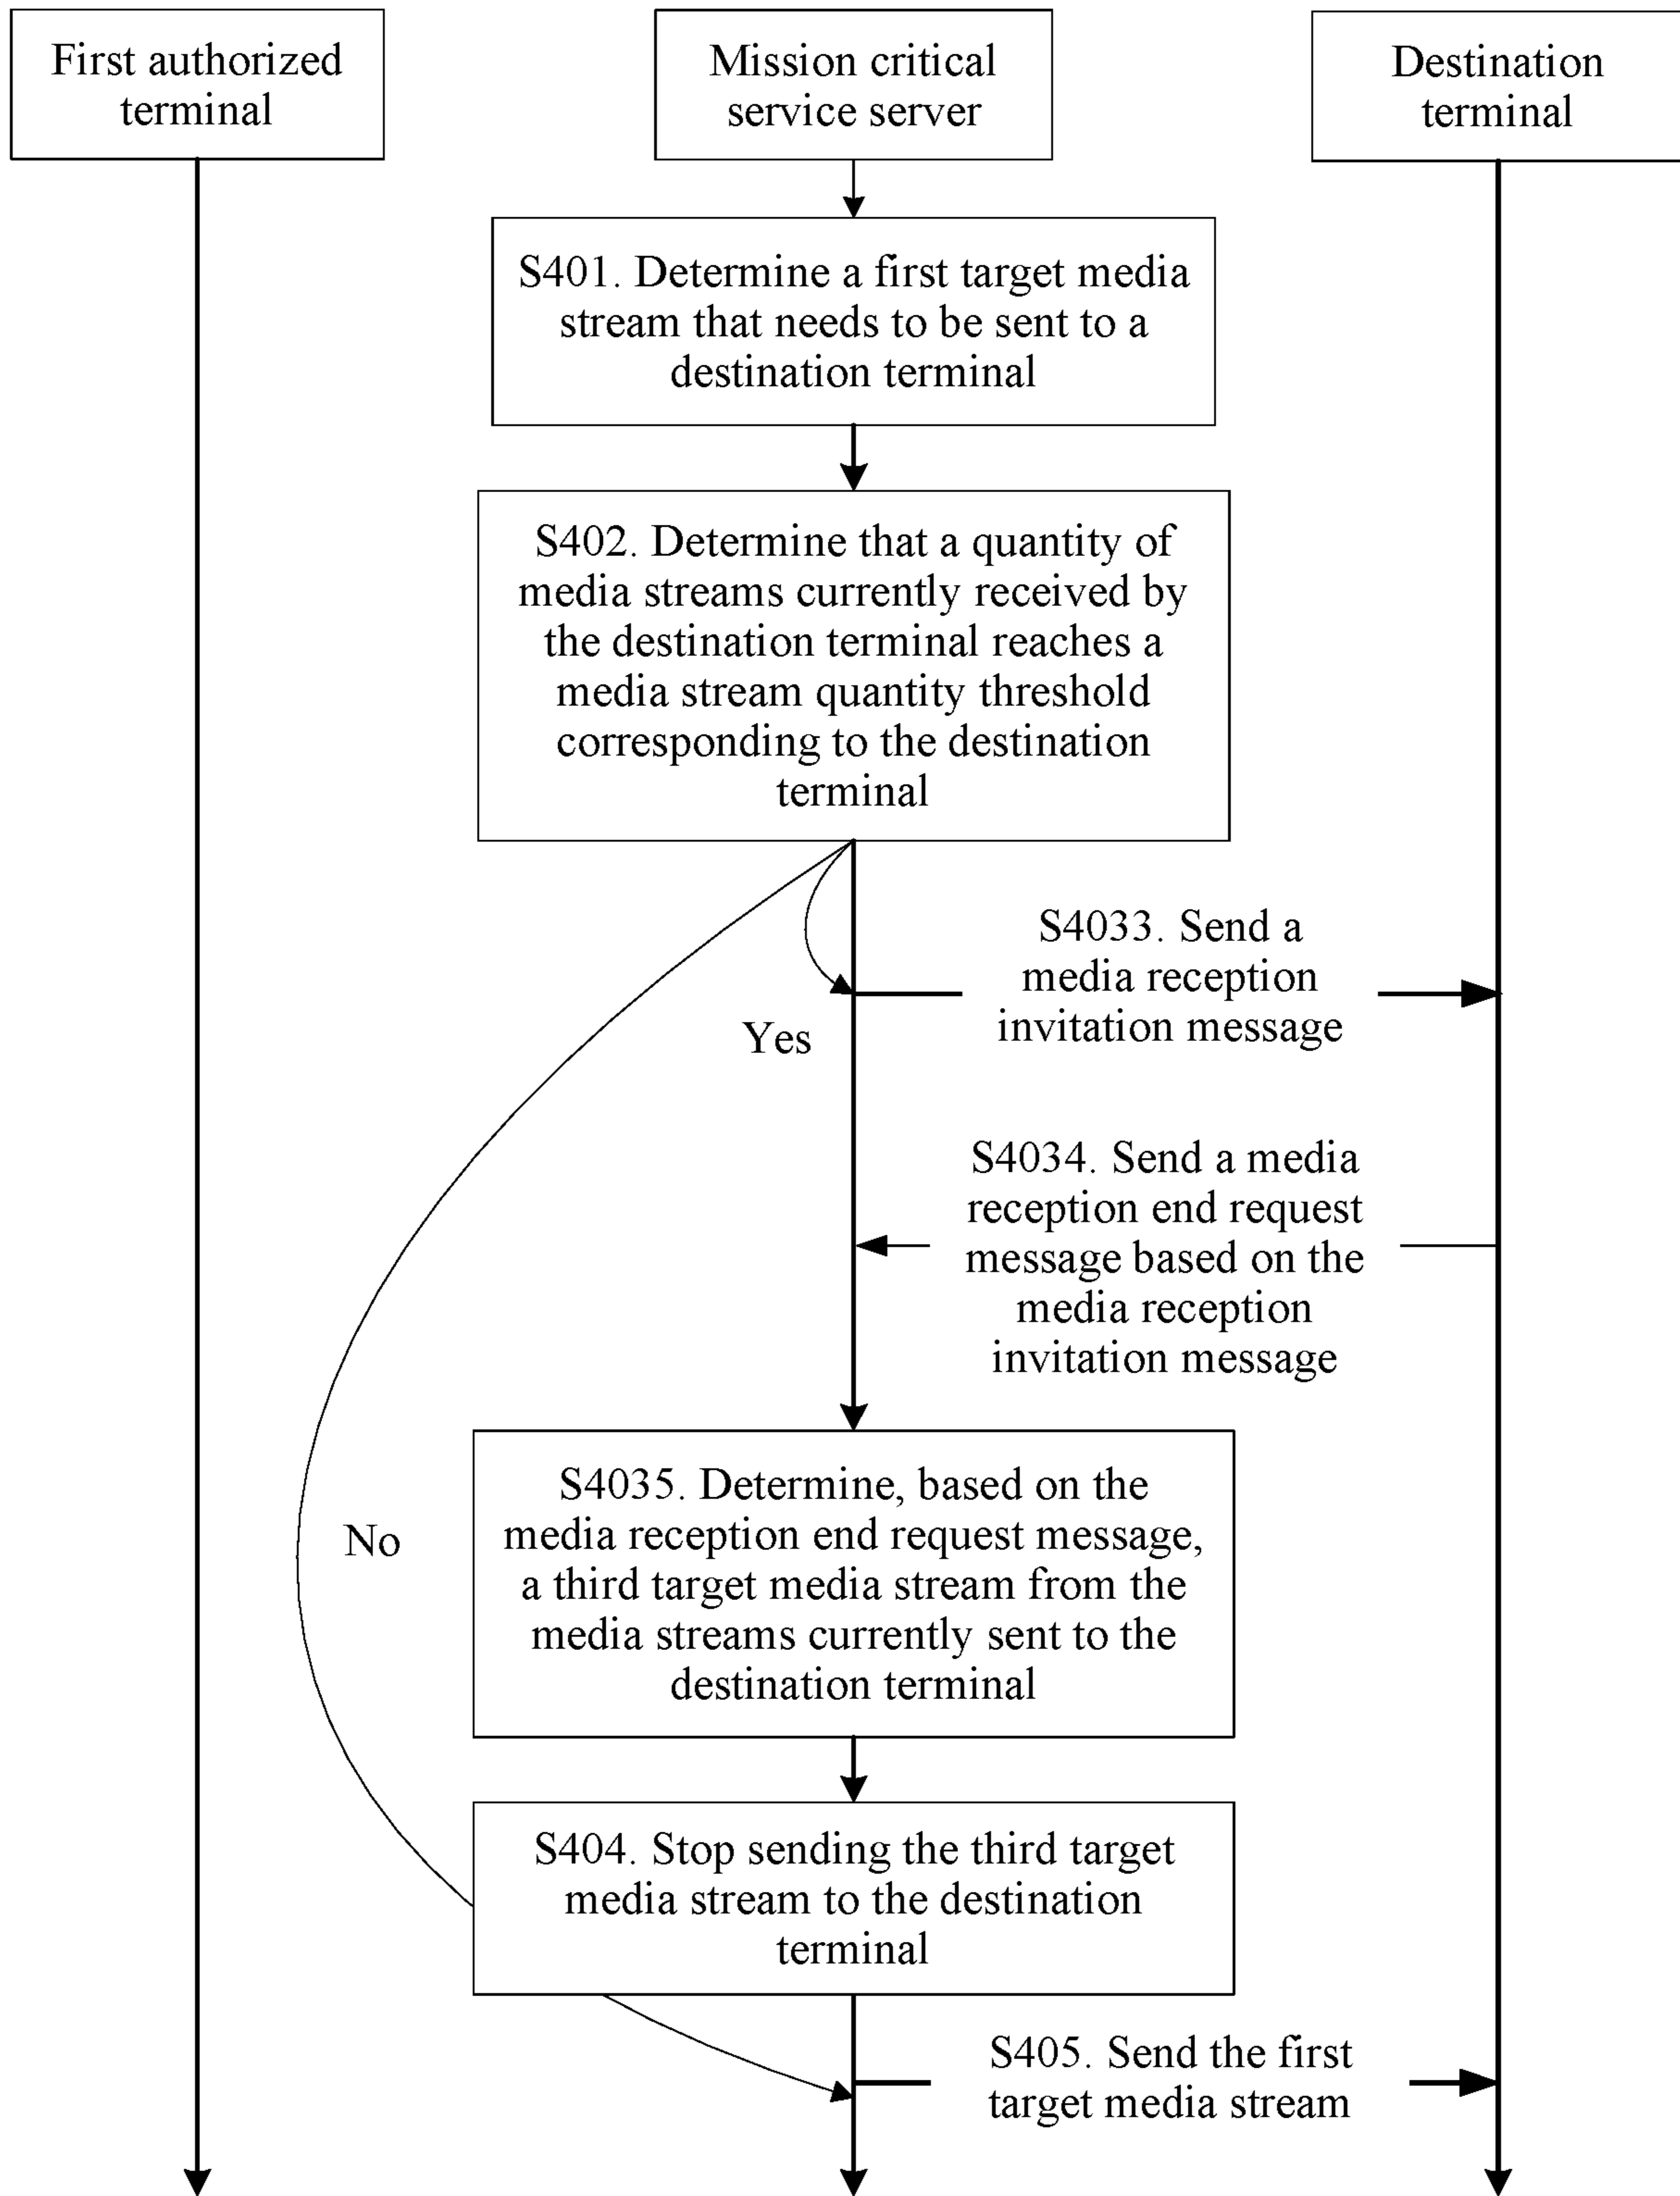 First authorized
terminal
Mission critical
service server
Destination
terminal
S401. Determine a first target media
stream that needs to be sent to a
destination terminal
S402. Determine that a quantity of
media streams currently received by
the destination terminal reaches a
media stream quantity threshold
corresponding to the destination
terminal
S4033. Send a
media reception
invitation message
Yes
S4034. Send a media
reception end request
message based on the
media reception
invitation message
S4035. Determine, based on the
media reception end request message,
a third target media stream from the
media streams currently sent to the
destination terminal
No
S404. Stop sending the third target
media stream to the destination
terminal
S405. Send the first
target media stream